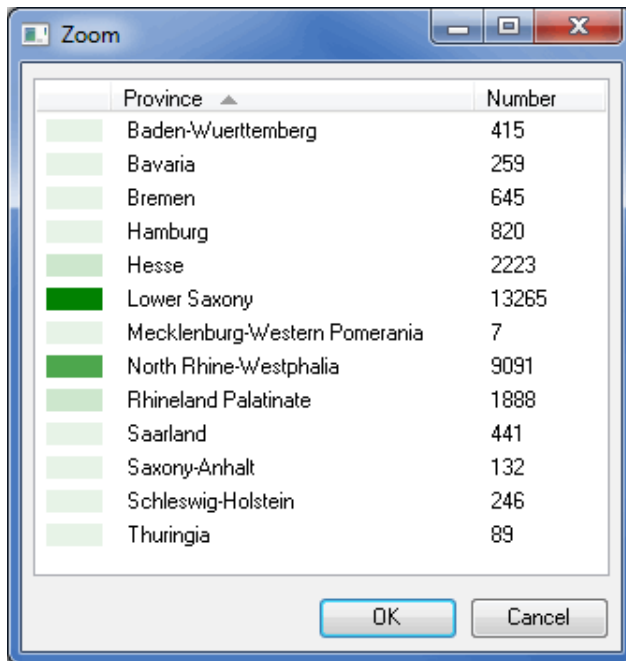 Zoom
Province Number
Baden-Wuerttemberg 415
Bavaria 259
Bremen 645
Hamburg 820
Hesse 2223
Lower Saxony 13265
Mecklenburg-Western Pomerania 7
North Rhine-Westphalia 9091
Rhineland Palatinate 1888
Saarland 441
Saxony-Anhalt 132
Schleswig-Holstein 246
Thuringia 89
OK Cancel